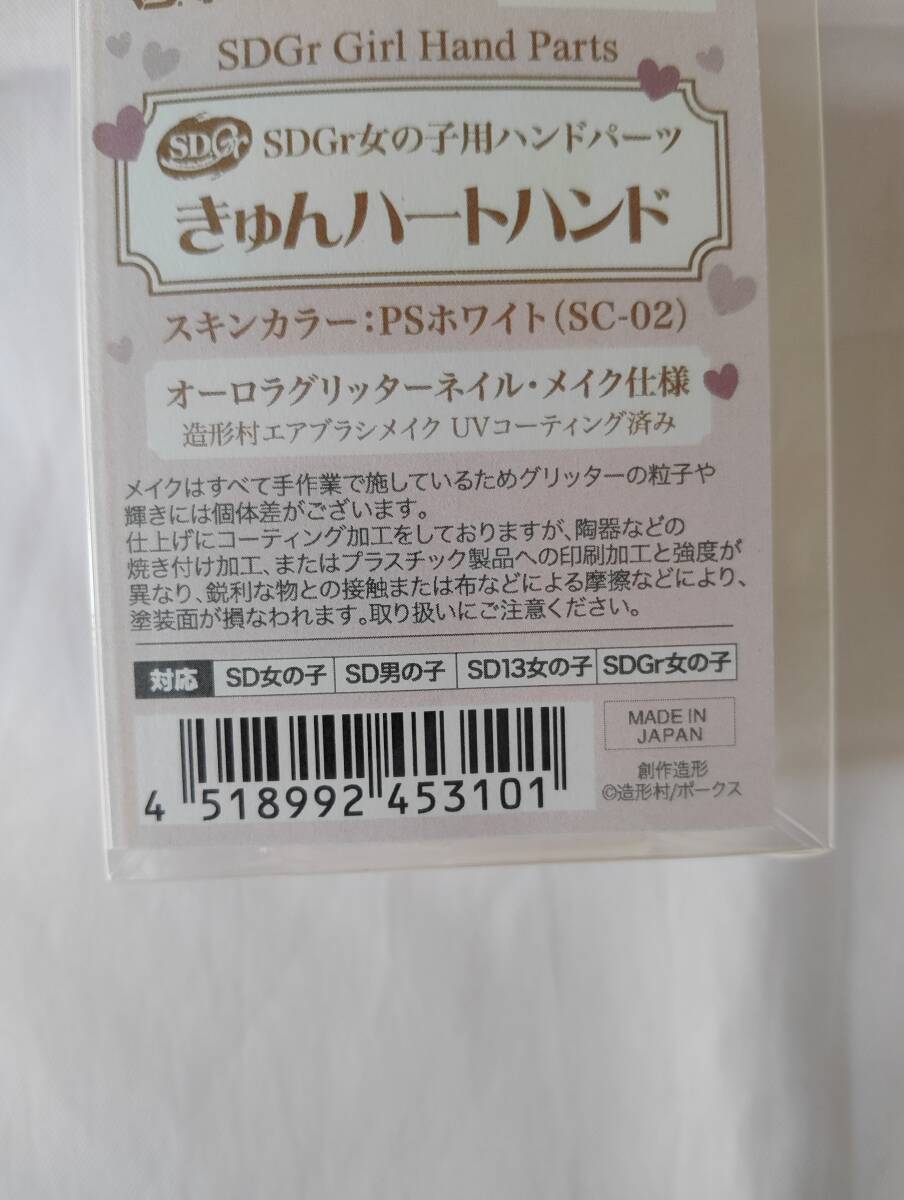 SDGr Girl Hand Parts
SDGr SDGr女の子用ハンドパーツ
きゅんハートハンド
スキンカラー:PSホワイト(SC-02)
オーロラグリッターネイル・メイク仕様
造形村エアブラシメイク UVコーティング済み
メイクはすべて手作業で施しているためグリッターの粒子や
輝きには個体差がございます。
仕上げにコーティング加工をしておりますが、陶器などの
焼き付け加工、またはプラスチック製品への印刷加工と強度が
異なり、鋭利な物との接触または布などによる摩擦などにより、
塗装面が損なわれます。取り扱いにご注意ください。
対応 SD女の子 SD男の子 SD13女の子 SDGr女の子
MADE IN
JAPAN
創作造形
©造形村/ボークス
4 518992 453101